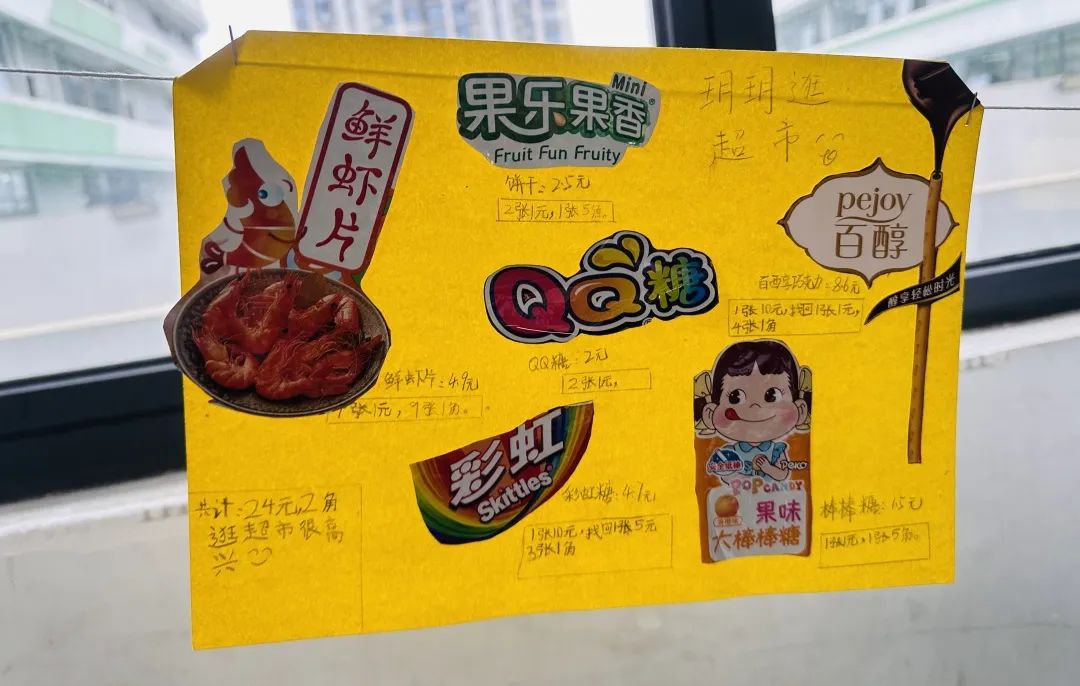 鲜虾片
果乐果香
Mini
Fruit Fun Fruity
玥玥逛
超市
饼干：2.5元
2张1元，1张5角。
pejoy
百醇
醇享轻松时光
百醇巧克力：8.6元
1张10元，找回1张1元，
4张1角
QQ糖
QQ糖：2元
2张1元，
鲜虾片：4.9元
张1元，9张1角。
彩虹
Skittles
彩虹糖：4.7元
1张10元，找回1张5元
3张1角
peko
POP CANDY
果味
大棒棒糖
棒棒糖：1.5元
1张1元，1张5角。
共计：24元2角
逛超市很高
兴